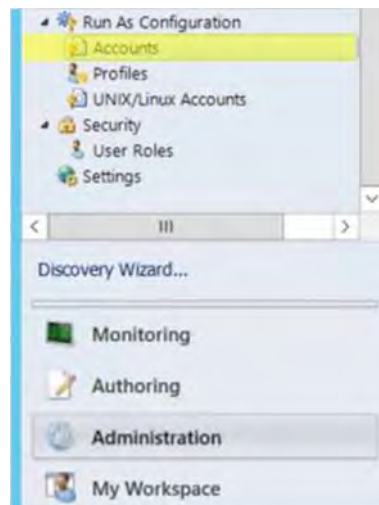 Run As Configuration
Accounts
Profiles
UNIX/Linux Accounts
Security
User Roles
Settings
Discovery Wizard...
Monitoring
Authoring
Administration
My Workspace